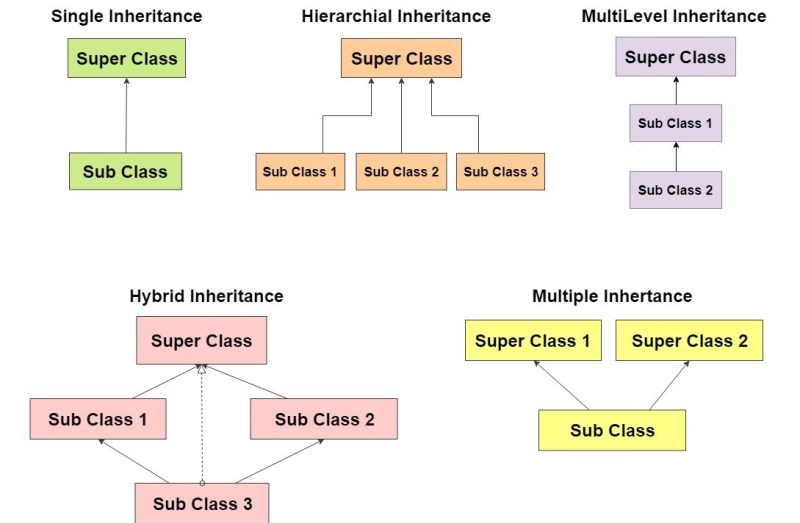 Single Inheritance
Super Class
Sub Class
Hierarchial Inheritance
Super Class
Sub Class 1
Sub Class 2
Sub Class 3
MultiLevel Inheritance
Super Class
Sub Class 1
Sub Class 2
Hybrid Inheritance
Super Class
Sub Class 1
Sub Class 2
Sub Class 3
Multiple Inhertance
Super Class 1
Super Class 2
Sub Class